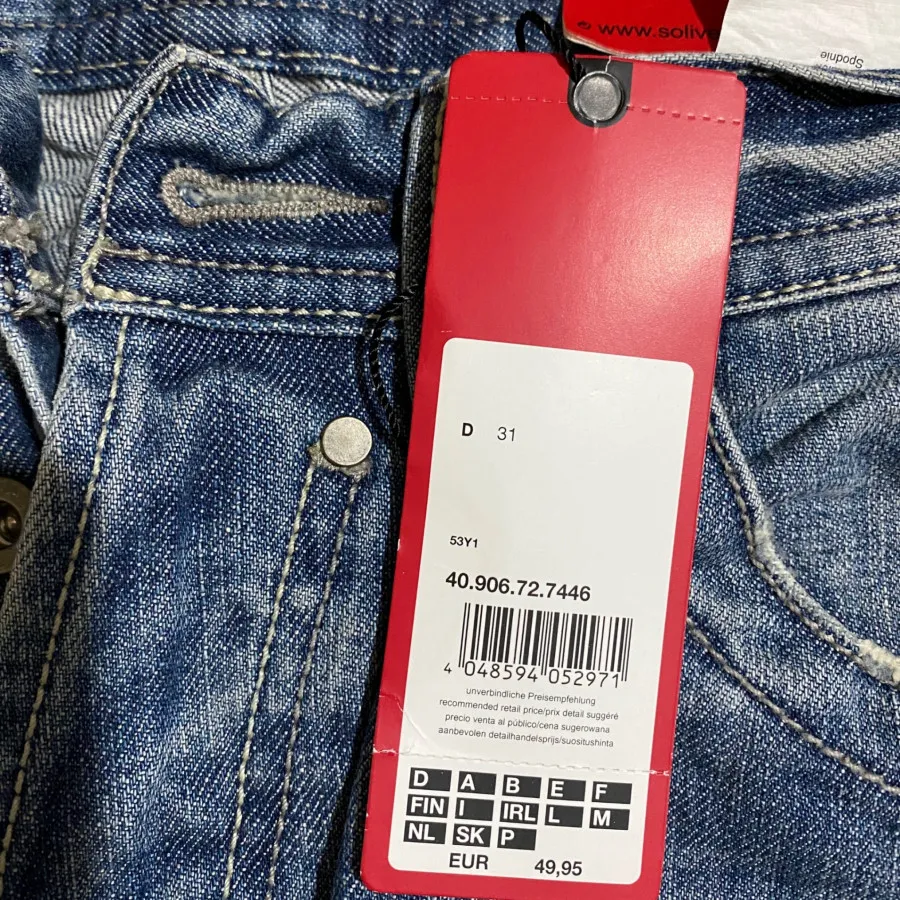 www.soliv
Spodnie
D 31
53Y1
40.906.72.7446
4 048594 052971
unverbindliche Preisempfehlung
recommended retail price/prix detail suggéré
precio venta al público/cena sugerowana
aanbevolen detailhandelsprijs/suositushinta
D A B E F
FIN I IRL L M
NL SK P
EUR 49,95